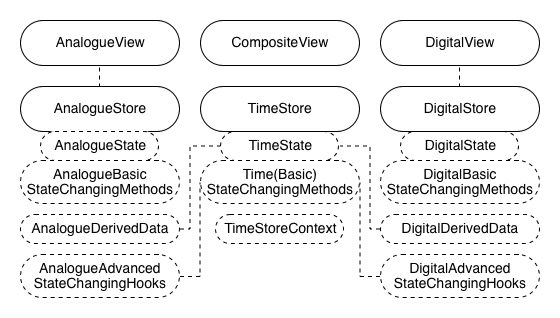 AnalogueView
CompositeView
DigitalView
AnalogueStore
TimeStore
DigitalStore
AnalogueState
TimeState
DigitalState
AnalogueBasic
StateChangingMethods
Time(Basic)
StateChangingMethods
DigitalBasic
StateChangingMethods
AnalogueDerivedData
TimeStoreContext
DigitalDerivedData
AnalogueAdvanced
StateChangingHooks
DigitalAdvanced
StateChangingHooks